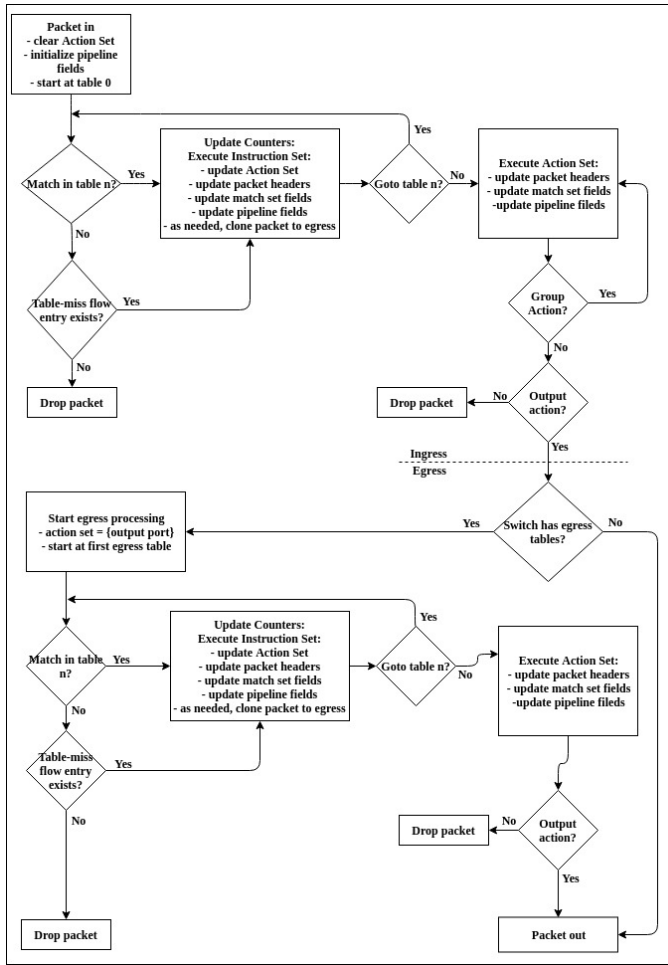 Packet in
- clear Action Set
- initialize pipeline
fields
- start at table 0
Yes
Match in table n?
Yes
Update Counters:
Execute Instruction Set:
- update Action Set
- update packet headers
- update match set fields
- update pipeline fields
- as needed, clone packet to egress
Goto table n?
No
Execute Action Set:
- update packet headers
- update match set fields
-update pipeline fileds
No
Table-miss flow
entry exists?
Yes
Group
Action?
Yes
No
No
Drop packet
Drop packet
No
Output
action?
Yes
Ingress
Egress
Start egress processing
- action set = {output port}
- start at first egress table
Yes
Switch has egress
tables?
No
Yes
Match in table
n?
Yes
Update Counters:
Execute Instruction Set:
- update Action Set
- update packet headers
- update match set fields
- update pipeline fields
- as needed, clone packet to egress
Goto table n?
No
Execute Action Set:
- update packet headers
- update match set fields
-update pipeline fileds
No
Table-miss
flow entry
exists?
Yes
No
Drop packet
No
Output
action?
Yes
Drop packet
Packet out